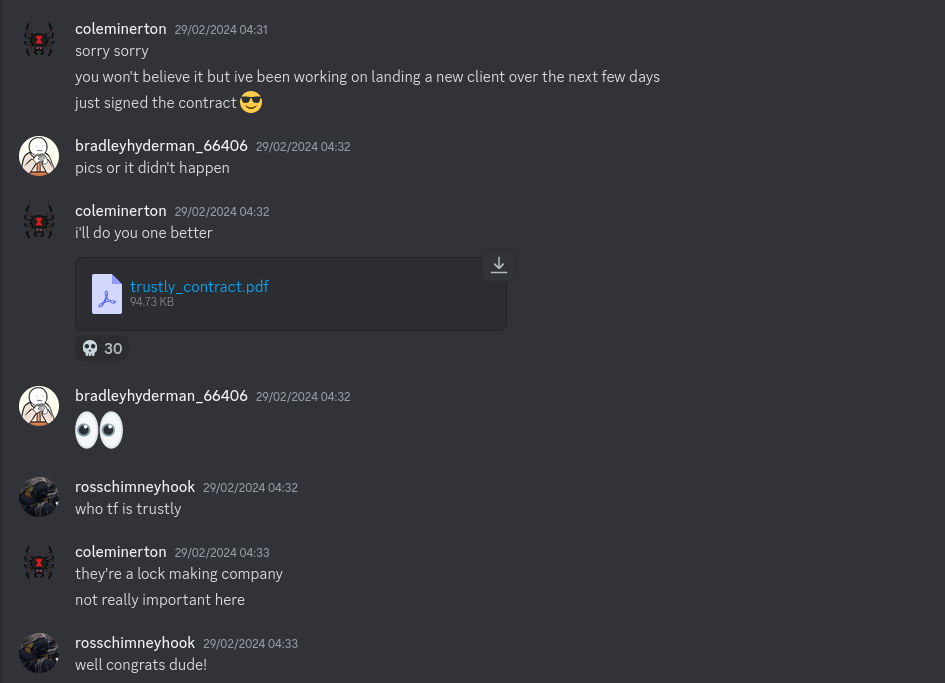 coleminerton 29/02/2024 04:31
sorry sorry
you won't believe it but ive been working on landing a new client over the next few days
just signed the contract 😎
bradleyhyderman_66406 29/02/2024 04:32
pics or it didn't happen
coleminerton 29/02/2024 04:32
i'll do you one better
trustly_contract.pdf
94.73 KB
💀 30
bradleyhyderman_66406 29/02/2024 04:32
👀
rosschimneyhook 29/02/2024 04:32
who tf is trustly
coleminerton 29/02/2024 04:33
they're a lock making company
not really important here
rosschimneyhook 29/02/2024 04:33
well congrats dude!